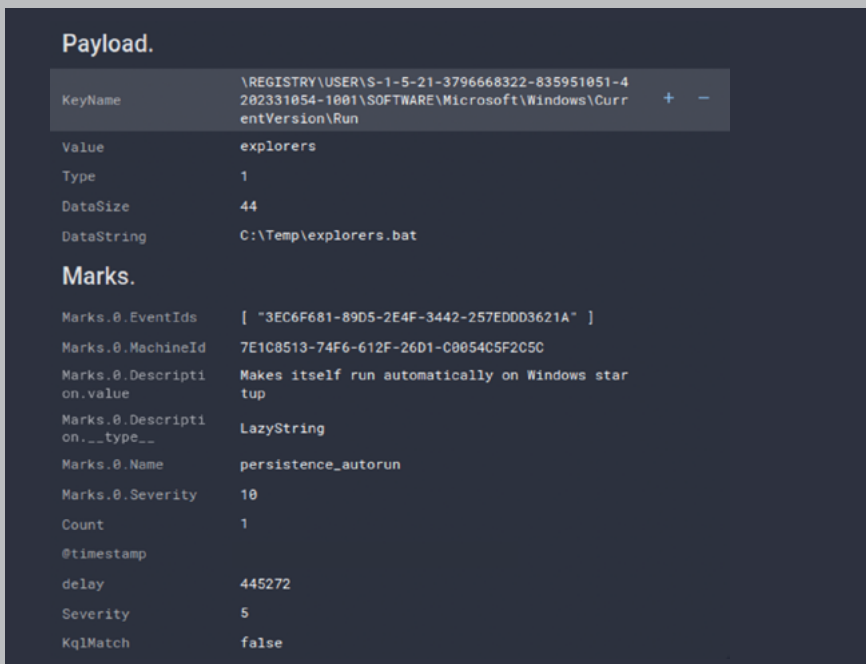 Payload.
KeyName
\REGISTRY\USER\S-1-5-21-3796668322-835951051-4
202331054-1001\SOFTWARE\Microsoft\Windows\Curr
entVersion\Run
+ −
Value explorers
Type 1
DataSize 44
DataString C:\Temp\explorers.bat
Marks.
Marks.0.EventIds [ "3EC6F681-89D5-2E4F-3442-257EDDD3621A" ]
Marks.0.MachineId 7E1C8513-74F6-612F-26D1-C0054C5F2C5C
Marks.0.Descripti
on.value
Makes itself run automatically on Windows star
tup
Marks.0.Descripti
on.__type__
LazyString
Marks.0.Name persistence_autorun
Marks.0.Severity 10
Count 1
@timestamp
delay 445272
Severity 5
KqlMatch false